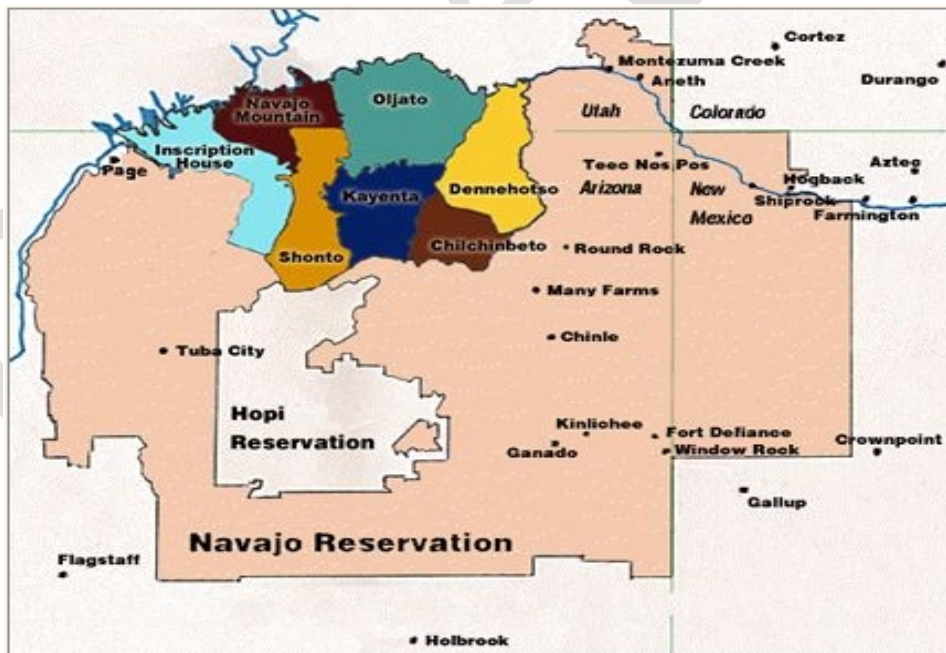 Cortez
Montezuma Creek
Aneth
Durango
Navajo
Mountain
Oljato
Utah
Colorado
Inscription
House
Page
Teec Nos Pos
Aztec
Kayenta
Dennehotso
Arizona
New
Mexico
Hogback
Shiprock
Farmington
Shonto
Chilchinbeto
Round Rock
Many Farms
Chinle
Tuba City
Hopi
Reservation
Kinlichee
Fort Defiance
Ganado
Window Rock
Crownpoint
Gallup
Navajo Reservation
Flagstaff
Holbrook